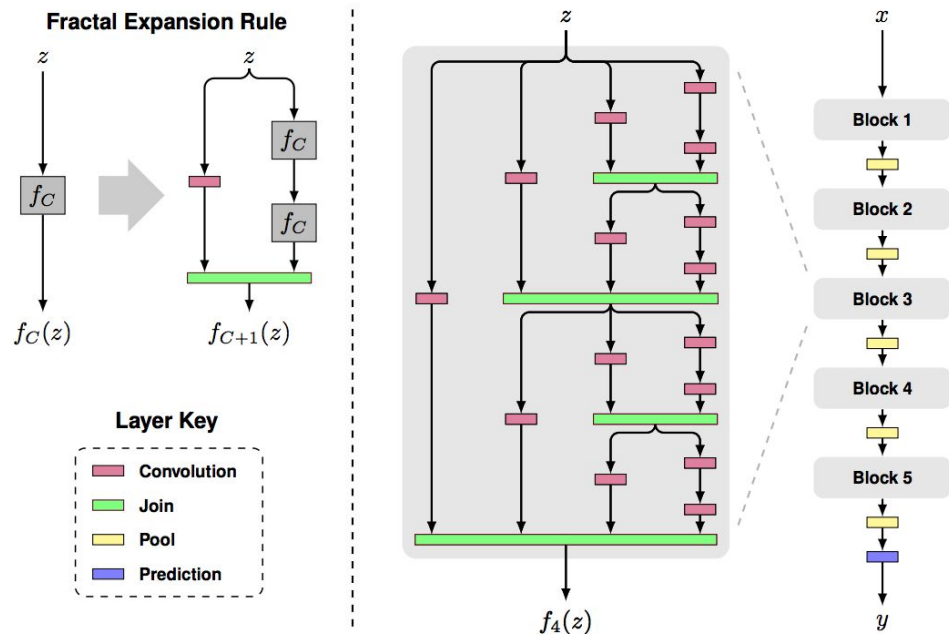 Fractal Expansion Rule
z
f_C
f_C(z)
z
f_C
f_C
f_{C+1}(z)
Layer Key
Convolution
Join
Pool
Prediction
z
f_4(z)
x
Block 1
Block 2
Block 3
Block 4
Block 5
y